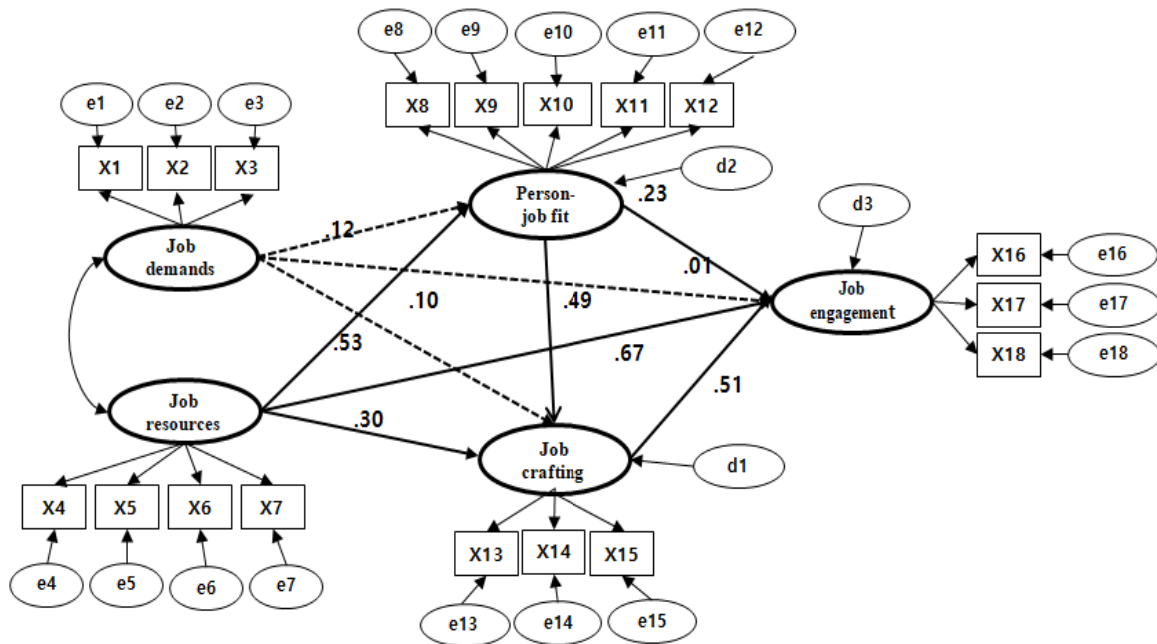 e8 e9 e10 e11 e12
X8 X9 X10 X11 X12
e1 e2 e3
X1 X2 X3
d2
Person-
job fit
.23
d3
.12
Job
demands
.01
X16 e16
Job
engagement
X17 e17
X18 e18
.10
.49
.53
.67
.51
Job
resources
.30
Job
crafting
d1
X4 X5 X6 X7
X13 X14 X15
e4 e5 e6 e7
e13 e14 e15